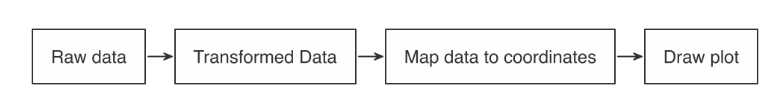 Raw data
Transformed Data
Map data to coordinates
Draw plot